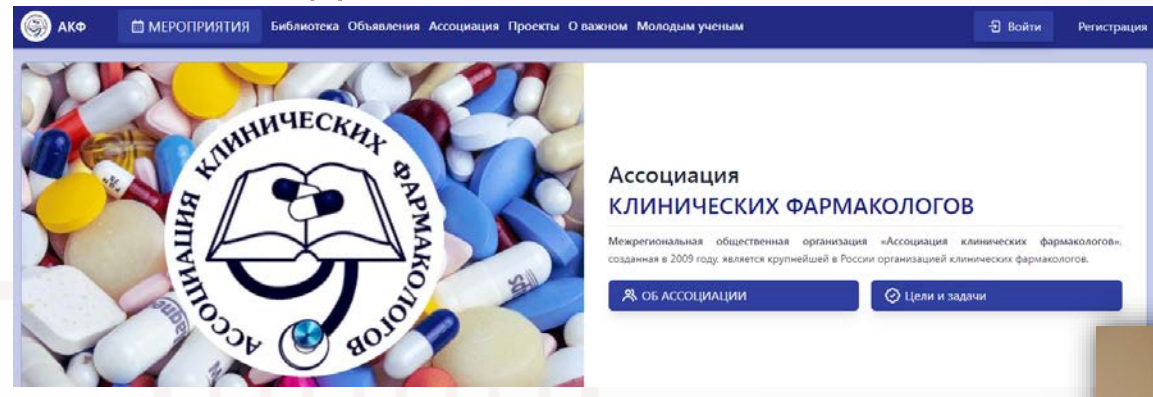 АКФ
МЕРОПРИЯТИЯ
Библиотека Объявления Ассоциация Проекты О важном Молодым ученым
Войти
Регистрация
АССОЦИАЦИЯ КЛИНИЧЕСКИХ ФАРМАКОЛОГОВ
Ассоциация
КЛИНИЧЕСКИХ ФАРМАКОЛОГОВ
Межрегиональная общественная организация «Ассоциация клинических фармакологов»,
созданная в 2009 году, является крупнейшей в России организацией клинических фармакологов.
ОБ АССОЦИАЦИИ
Цели и задачи